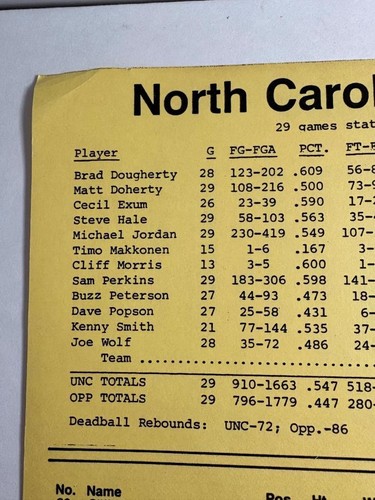 North Carol
29 games stat
Player G FG-FGA PCT. FT-F
Brad Dougherty 28 123-202 .609 56-8
Matt Doherty 29 108-216 .500 73-9
Cecil Exum 26 23-39 .590 17-2
Steve Hale 29 58-103 .563 35-4
Michael Jordan 29 230-419 .549 107-
Timo Makkonen 15 1-6 .167 3-
Cliff Morris 13 3-5 .600 1-
Sam Perkins 29 183-306 .598 141-
Buzz Peterson 27 44-93 .473 18-
Dave Popson 27 25-58 .431 6-
Kenny Smith 21 77-144 .535 37-
Joe Wolf 28 35-72 .486 24-
Team
UNC TOTALS 29 910-1663 .547 518-
OPP TOTALS 29 796-1779 .447 280-
Deadball Rebounds: UNC-72; Opp.-86
No. Name Pos. Ht.